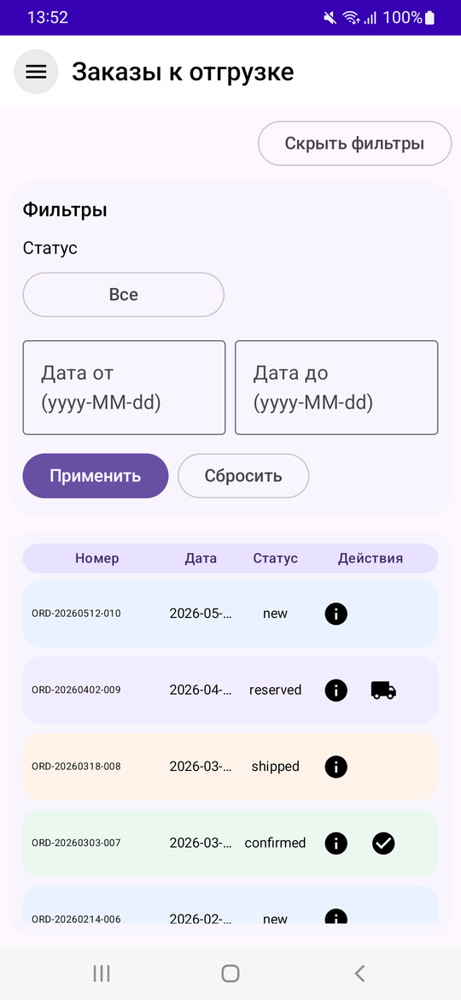 13:52 100%
Заказы к отгрузке
Скрыть фильтры
Фильтры
Статус
Все
Дата от
(yyyy-MM-dd)
Дата до
(yyyy-MM-dd)
Применить Сбросить
Номер Дата Статус Действия
ORD-20260512-010 2026-05-... new
ORD-20260402-009 2026-04-... reserved
ORD-20260318-008 2026-03-... shipped
ORD-20260303-007 2026-03-... confirmed
ORD-20260214-006 2026-02-... new